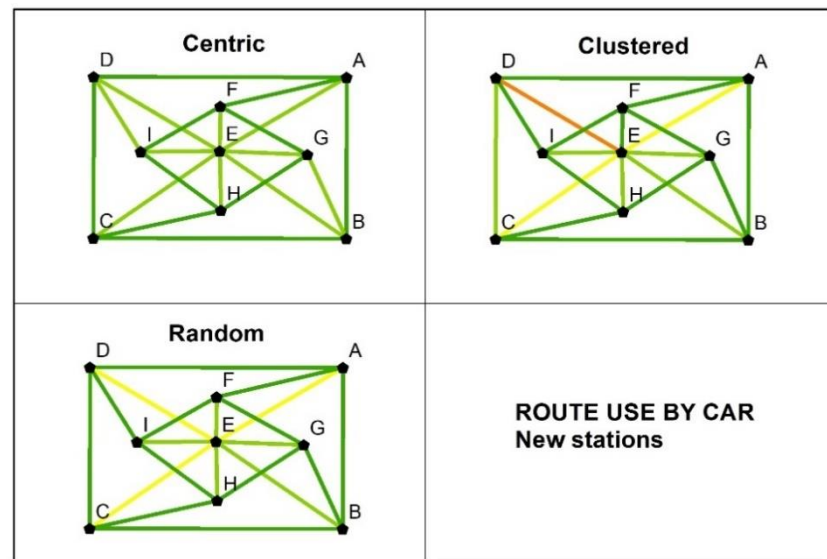 Centric
D
A
F
I
E
G
H
C
B
Clustered
D
A
F
I
E
G
H
C
B
Random
D
A
F
I
E
G
H
C
B
ROUTE USE BY CAR
New stations